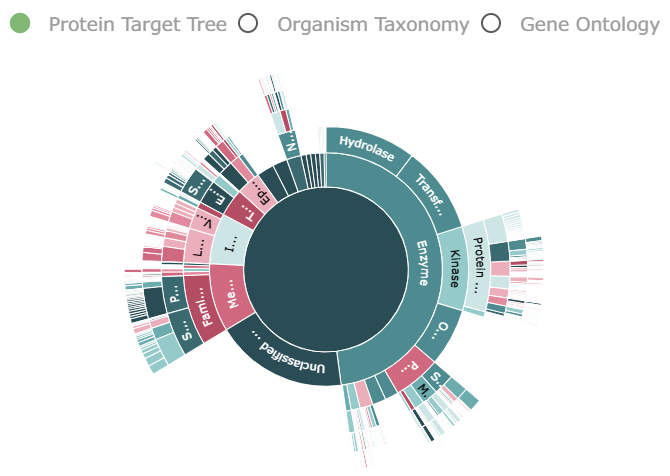 Protein Target Tree Organism Taxonomy Gene Ontology
N..
Hydrolase
Transf...
Enzyme
Kinase
Protein ...
O...
P...
S..
M.
Unclassified ...
Me...
Fami...
S...
P...
I...
L...
V...
T...
E...
S...
Ep...